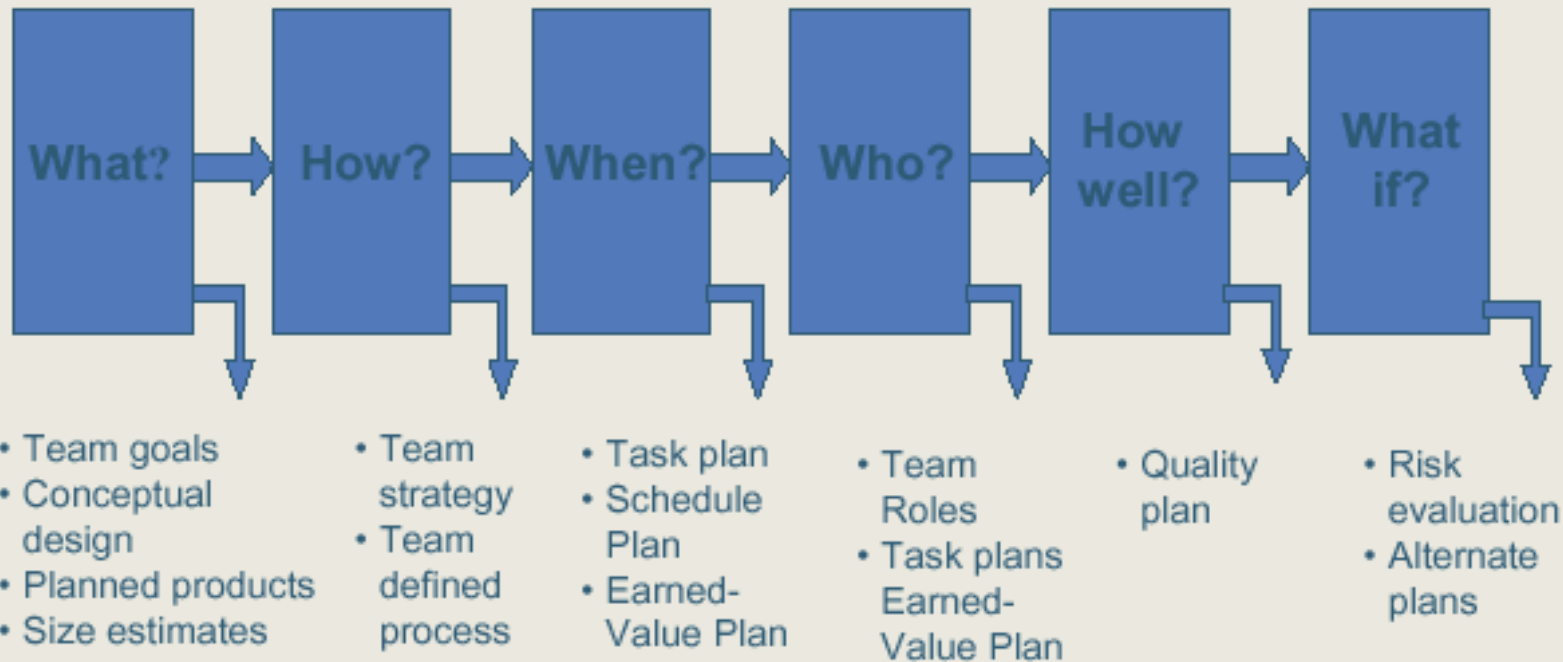 What?
How?
When?
Who?
How
well?
What
if?
• Team goals
• Conceptual
design
• Planned products
• Size estimates
• Team
strategy
• Team
defined
process
• Task plan
• Schedule
Plan
• Earned-
Value Plan
• Team
Roles
• Task plans
Earned-
Value Plan
• Quality
plan
• Risk
evaluation
• Alternate
plans